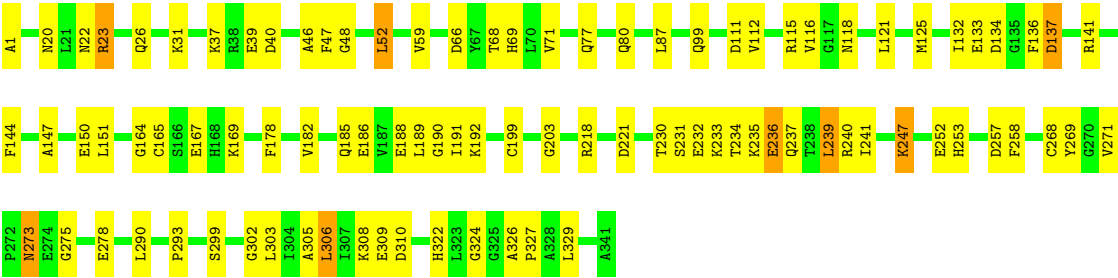 A1 N20 L21 N22 R23 Q26 K31 K37 R38 E39 D40 A46 F47 G48 L52 V59 D66 Y67 T68 H69 L70 V71 Q77 Q80 L87 Q99 D111 V112 R115 V116 G117 N118 L121 M125 I132 E133 D134 G135 F136 D137 R141
F144 A147 E150 L151 G164 C165 S166 E167 H168 K169 F178 V182 Q185 E186 V187 E188 L189 G190 I191 K192 C199 G203 R218 D221 T230 S231 E232 K233 T234 K235 E236 Q237 T238 L239 R240 I241 K247 E252 H253 D257 F258 C268 Y269 G270 V271
P272 N273 E274 G275 E278 L290 P293 S299 G302 L303 I304 A305 L306 I307 K308 E309 D310 H322 L323 G324 G325 A326 P327 A328 L329 A341